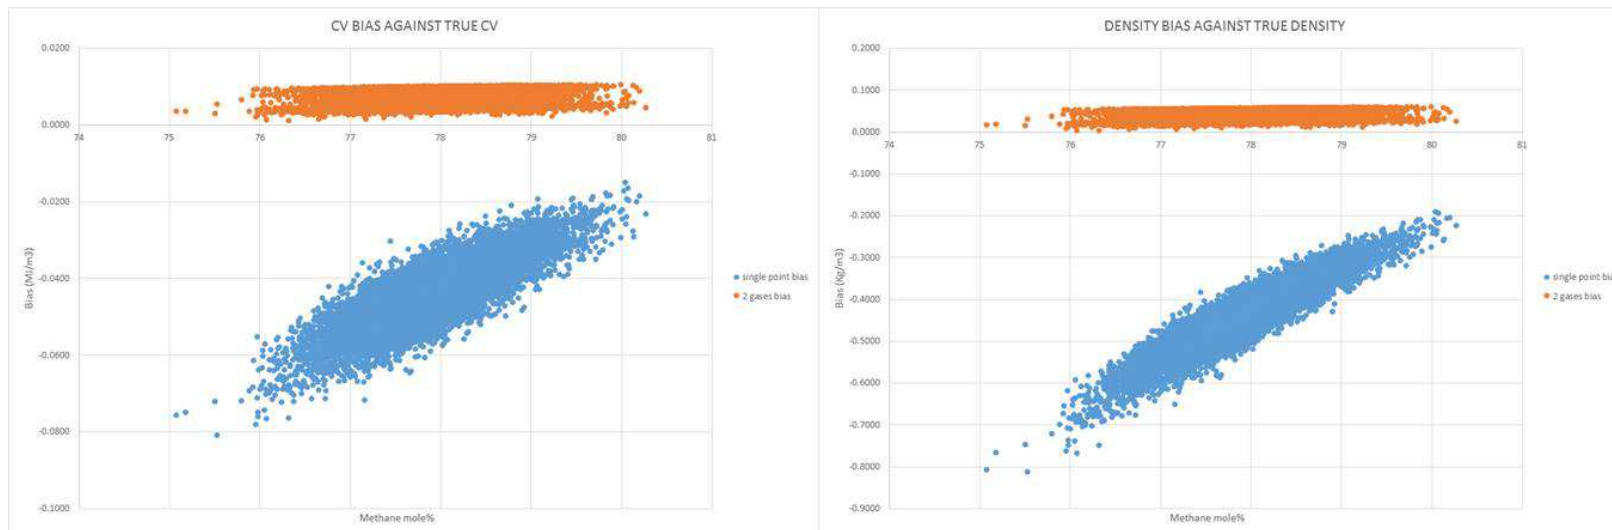 CV BIAS AGAINST TRUE CV
0.0200
0.0000
74 75 76 77 78 79 80 81
-0.0200
-0.0400
-0.0600
-0.0800
-0.1000
Bias (MJ/m3)
Methane mole%
single point bias
2 gases bias
DENSITY BIAS AGAINST TRUE DENSITY
0.2000
0.1000
0.0000
74 75 76 77 78 79 80 81
-0.1000
-0.2000
-0.3000
-0.4000
-0.5000
-0.6000
-0.7000
-0.8000
-0.9000
Bias (Kg/m3)
Methane mole%
single point bia
2 gases bias